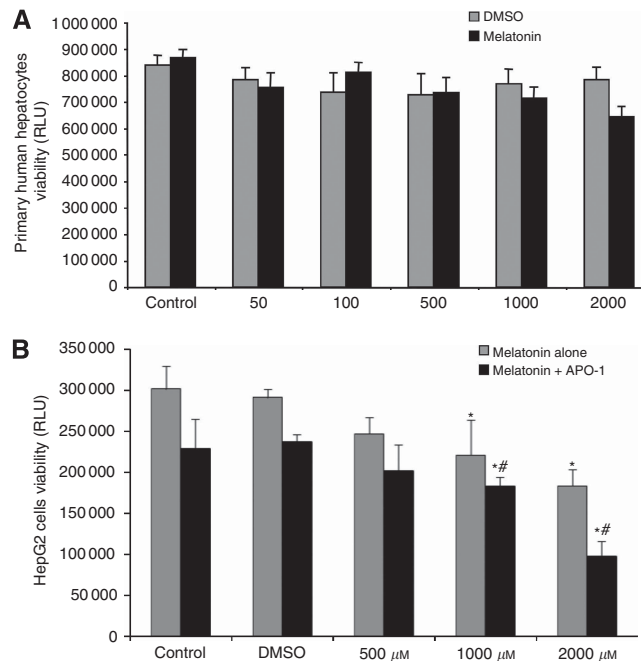 A
DMSO
Melatonin
Primary human hepatocytes
viability (RLU)
1 000 000
900 000
800 000
700 000
600 000
500 000
400 000
300 000
200 000
100 000
0
Control 50 100 500 1000 2000
B
Melatonin alone
Melatonin + APO-1
HepG2 cells viability (RLU)
350 000
300 000
250 000
200 000
150 000
100 000
50 000
0
* *# * *#
Control DMSO 500 μM 1000 μM 2000 μM